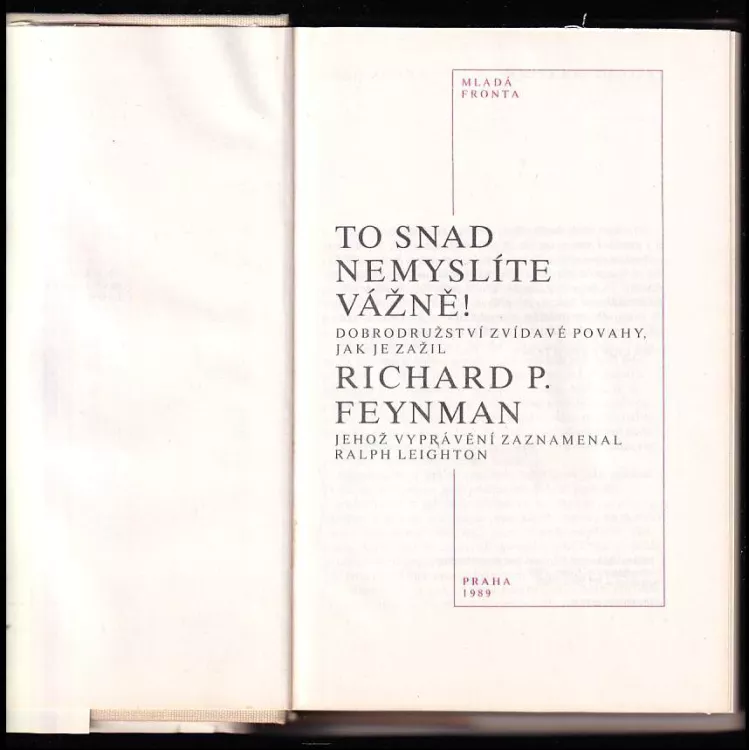 MLADÁ
FRONTA
TO SNAD
NEMYSLÍTE
VÁŽNĚ!
DOBRODRUŽSTVÍ ZVÍDAVÉ POVAHY,
JAK JE ZAŽIL
RICHARD P.
FEYNMAN
JEHOŽ VYPRÁVĚNÍ ZAZNAMENAL
RALPH LEIGHTON
PRAHA
1989